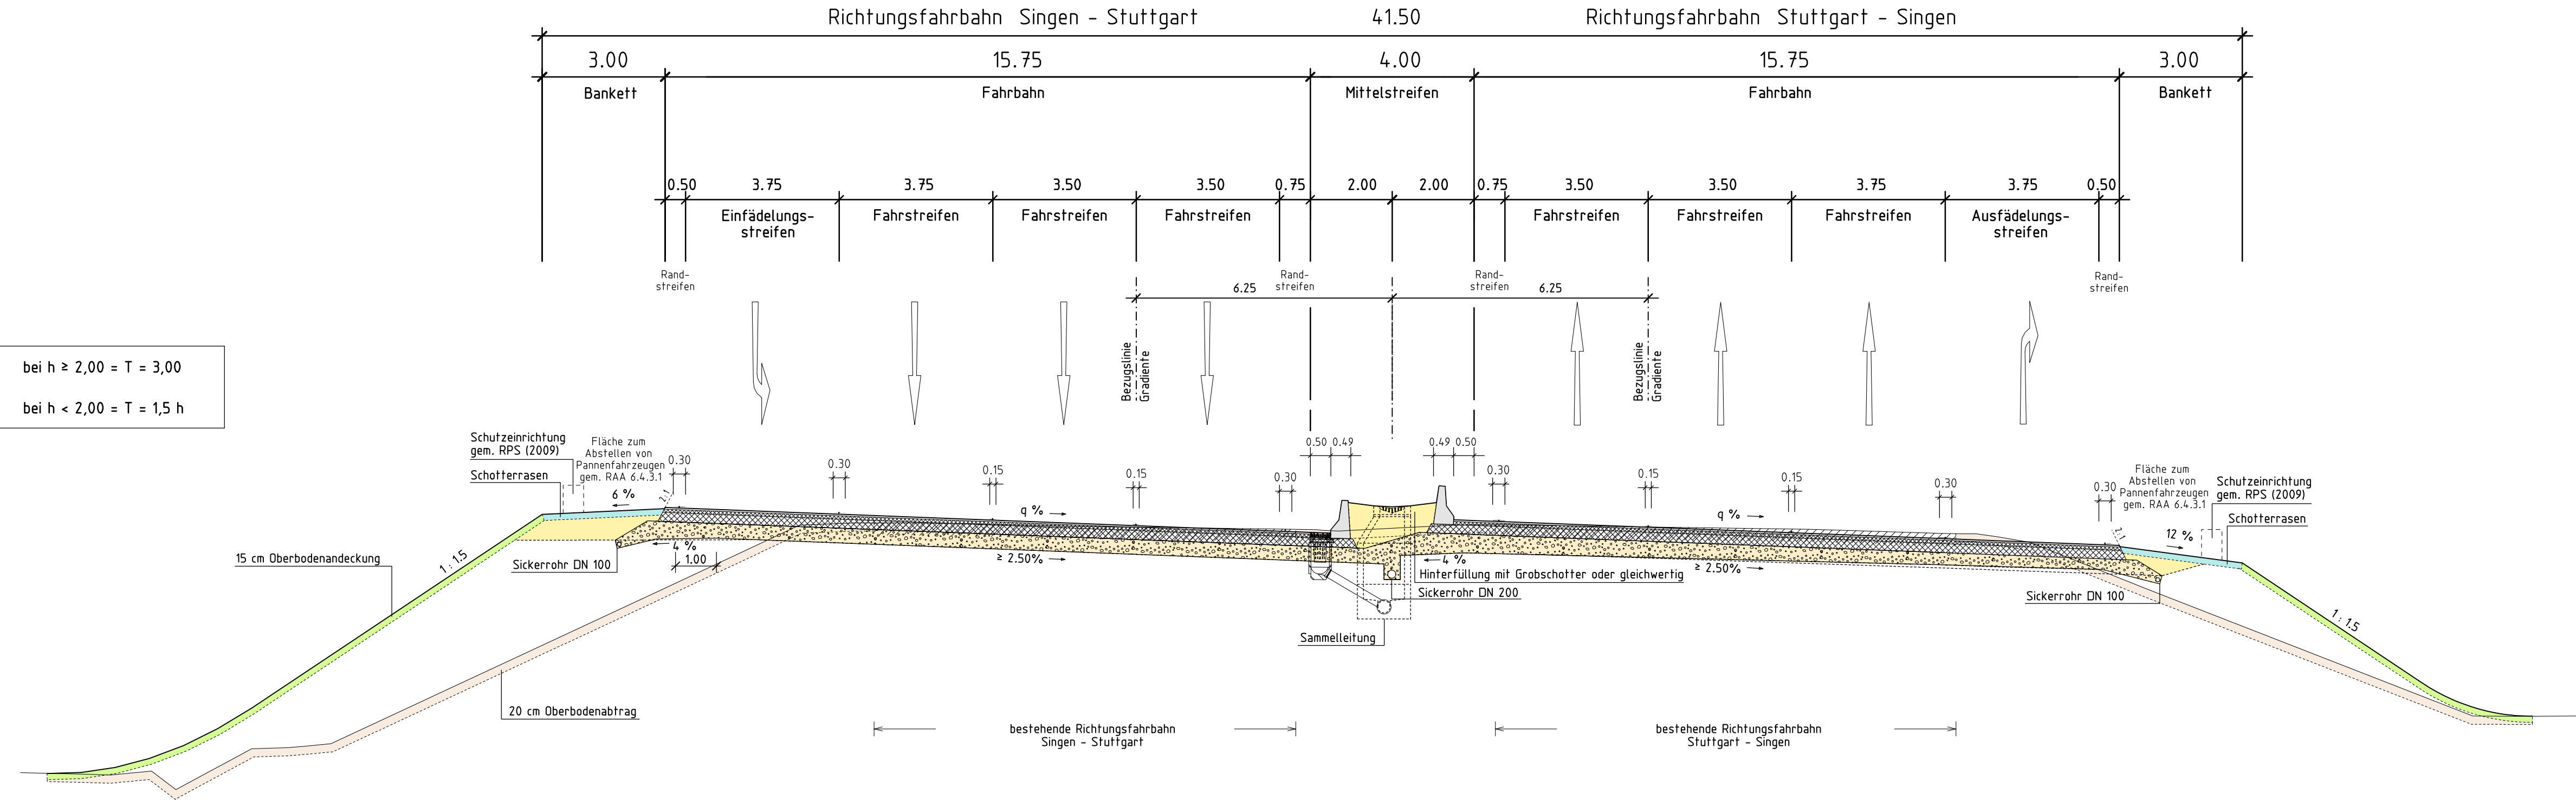 Richtungsfahrbahn Singen - Stuttgart 41.50 Richtungsfahrbahn Stuttgart - Singen
3.00 15.75 4.00 15.75 3.00
Bankett Fahrbahn Mittelstreifen Fahrbahn Bankett
0.50 3.75 3.75 3.50 3.50 0.75 2.00 2.00 0.75 3.50 3.50 3.75 3.75 0.50
Einfädelungs-
streifen
Fahrstreifen
Fahrstreifen
Fahrstreifen
Fahrstreifen
Fahrstreifen
Fahrstreifen
Ausfädelungs-
streifen
Rand-
streifen
Rand-
streifen
Rand-
streifen
Rand-
streifen
6.25 6.25
Bezugslinie
Gradiente
Bezugslinie
Gradiente
bei h ≥ 2,00 = T = 3,00
bei h < 2,00 = T = 1,5 h
Schutzeinrichtung
gem. RPS (2009)
Schotterrasen
Fläche zum
Abstellen von
Pannenfahrzeugen
gem. RAA 6.4.3.1
6 %
2:1
0.30
0.30
0.15
0.15
0.30
0.50 0.49
0.49 0.50
0.30
0.15
0.15
0.30
0.30
Fläche zum
Abstellen von
Pannenfahrzeugen
gem. RAA 6.4.3.1
Schutzeinrichtung
gem. RPS (2009)
Schotterrasen
12 %
1:1
q %
q %
15 cm Oberbodenandeckung
1 : 1.5
Sickerrohr DN 100
4 %
1.00
≥ 2.50%
4 %
Hinterfüllung mit Grobschotter oder gleichwertig
Sickerrohr DN 200
≥ 2.50%
Sammelleitung
Sickerrohr DN 100
1 : 1.5
20 cm Oberbodenabtrag
bestehende Richtungsfahrbahn
Singen - Stuttgart
bestehende Richtungsfahrbahn
Stuttgart - Singen